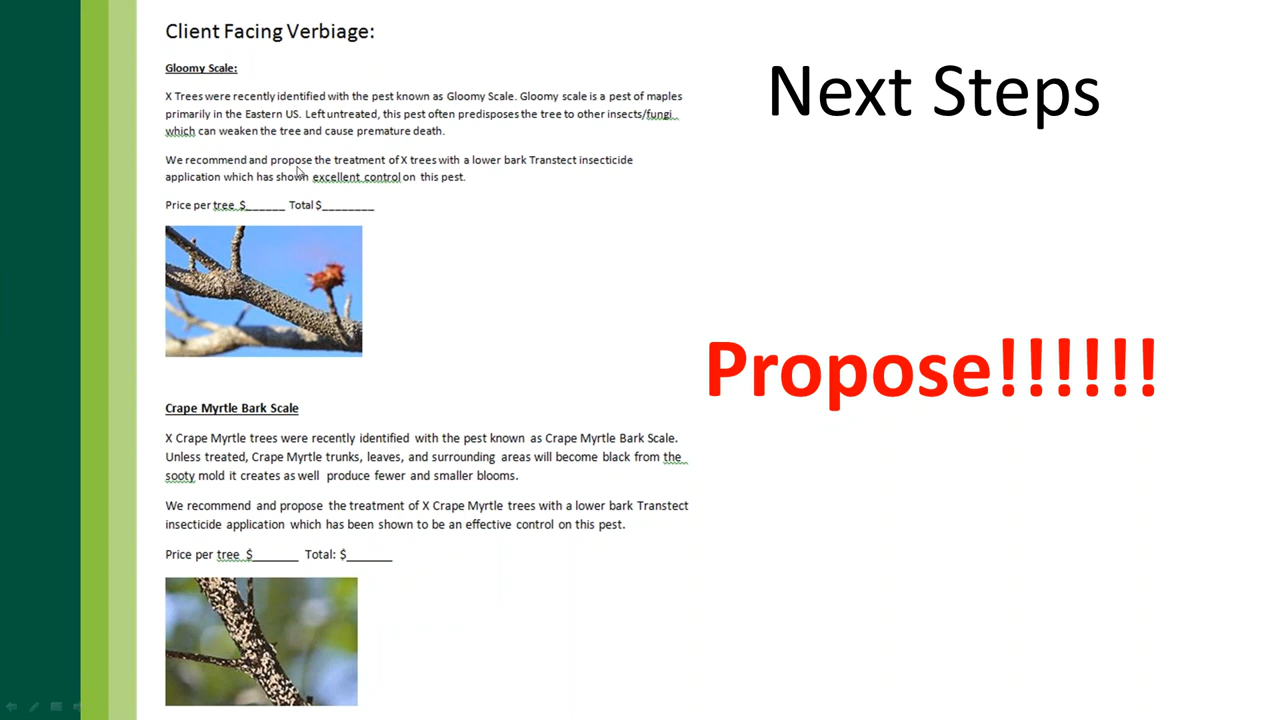 Client Facing Verbiage:
Gloomy Scale:
X Trees were recently identified with the pest known as Gloomy Scale. Gloomy scale is a pest of maples
primarily in the Eastern US. Left untreated, this pest often predisposes the tree to other insects/fungi
which can weaken the tree and cause premature death.
We recommend and propose the treatment of X trees with a lower bark Transtect insecticide
application which has shown excellent control on this pest.
Price per tree $______ Total $________
Crape Myrtle Bark Scale
X Crape Myrtle trees were recently identified with the pest known as Crape Myrtle Bark Scale.
Unless treated, Crape Myrtle trunks, leaves, and surrounding areas will become black from the
sooty mold it creates as well produce fewer and smaller blooms.
We recommend and propose the treatment of X Crape Myrtle trees with a lower bark Transtect
insecticide application which has been shown to be an effective control on this pest.
Price per tree $_______ Total: $_______
Next Steps
Propose!!!!!!